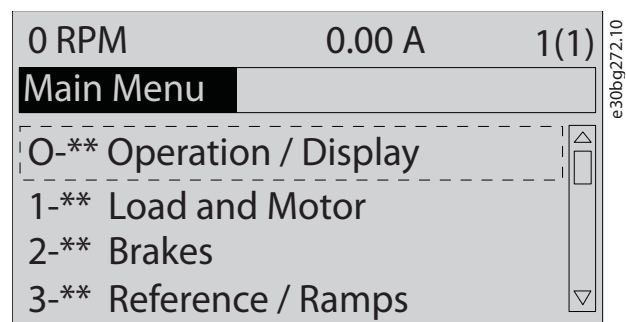 0 RPM 0.00 A 1(1)
Main Menu
O-** Operation / Display
1-** Load and Motor
2-** Brakes
3-** Reference / Ramps
e30bg272.10